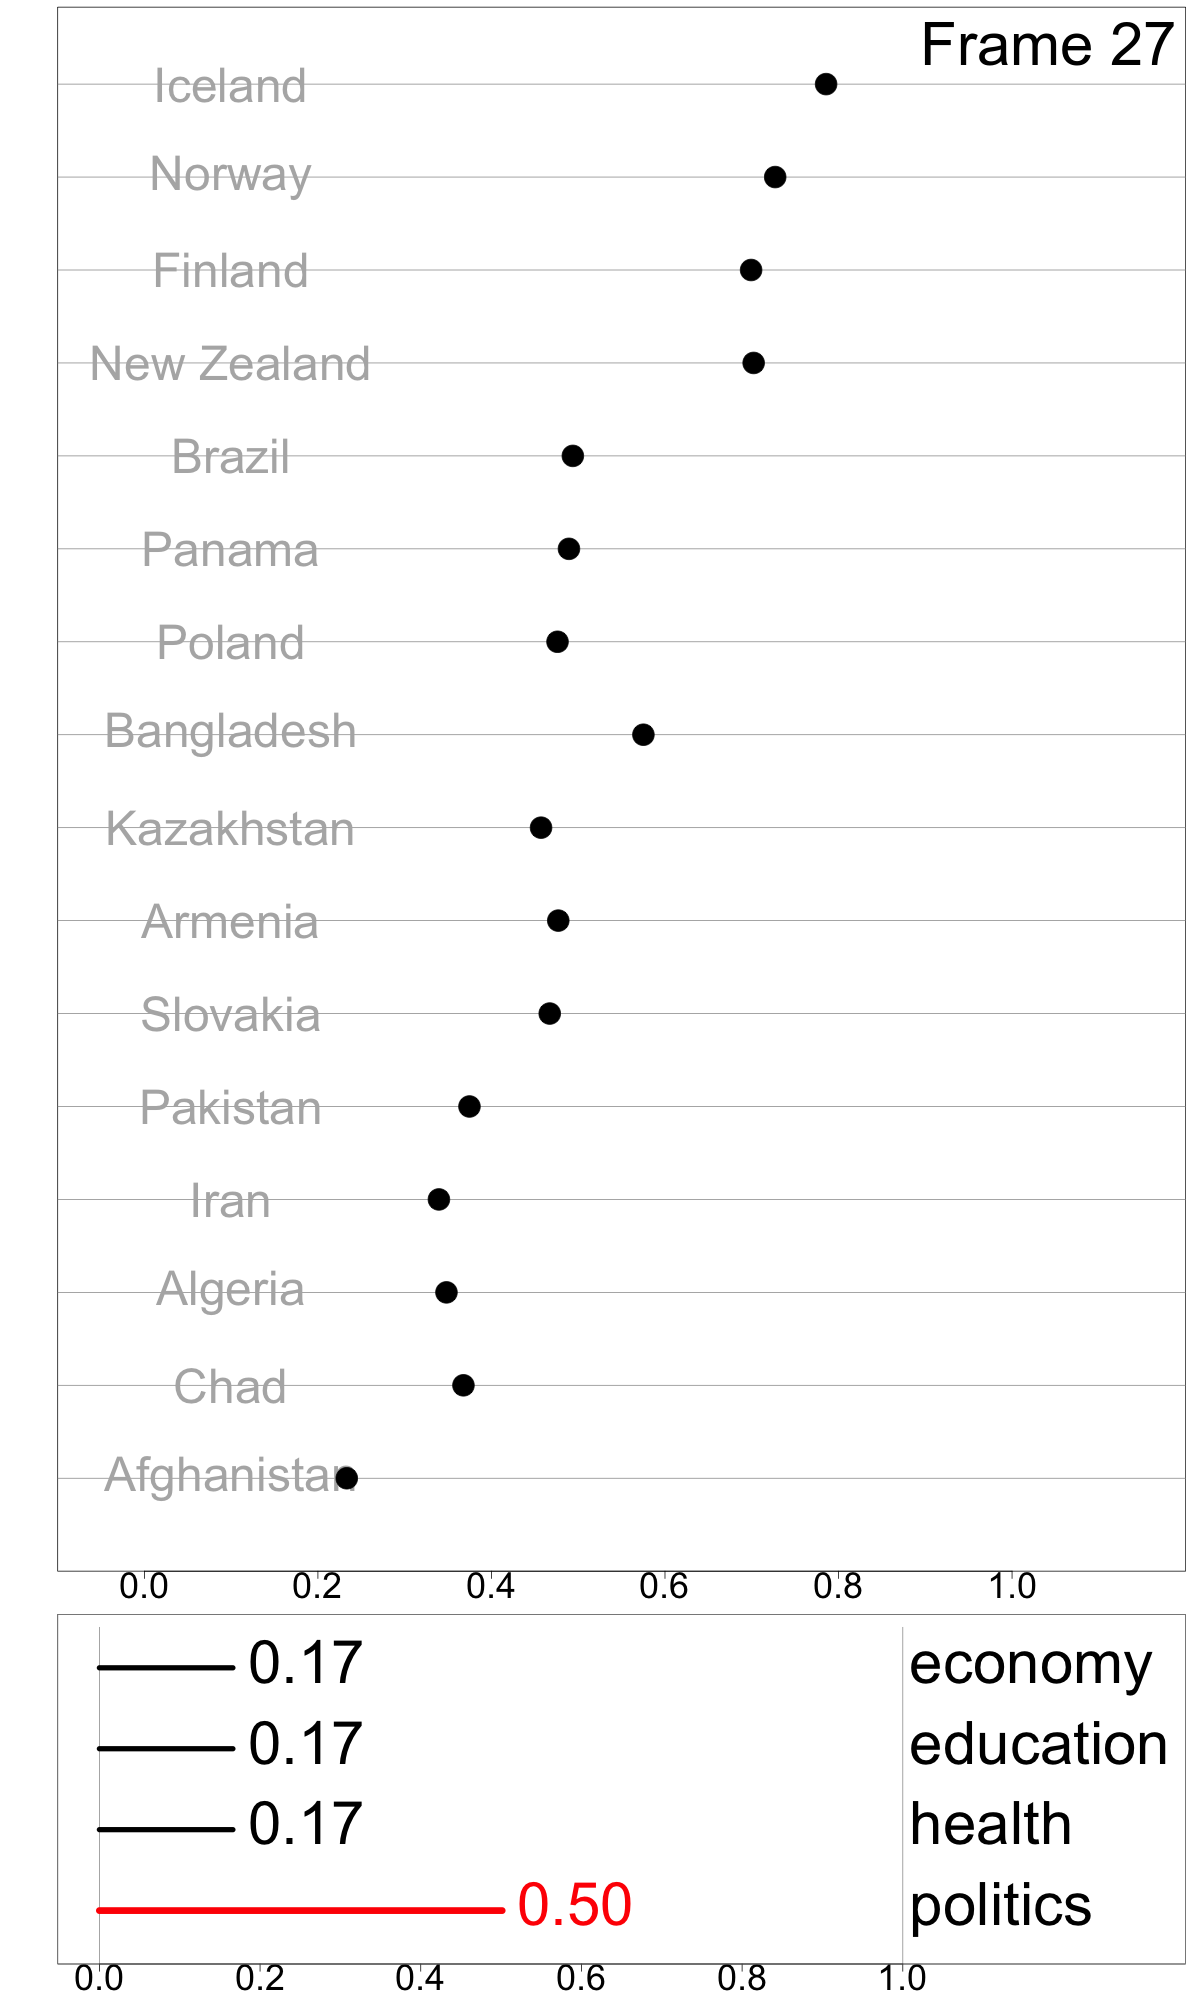 Frame 27
Iceland
Norway
Finland
New Zealand
Brazil
Panama
Poland
Bangladesh
Kazakhstan
Armenia
Slovakia
Pakistan
Iran
Algeria
Chad
Afghanistan
0.0 0.2 0.4 0.6 0.8 1.0
0.17 economy
0.17 education
0.17 health
0.50 politics
0.0 0.2 0.4 0.6 0.8 1.0